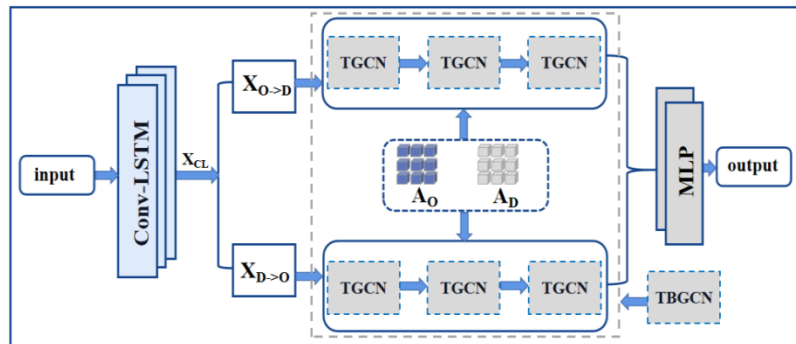 input
Conv-LSTM
X_CL
X_O->D
TGCN
TGCN
TGCN
A_O
A_D
X_D->O
TGCN
TGCN
TGCN
MLP
output
TBGCN